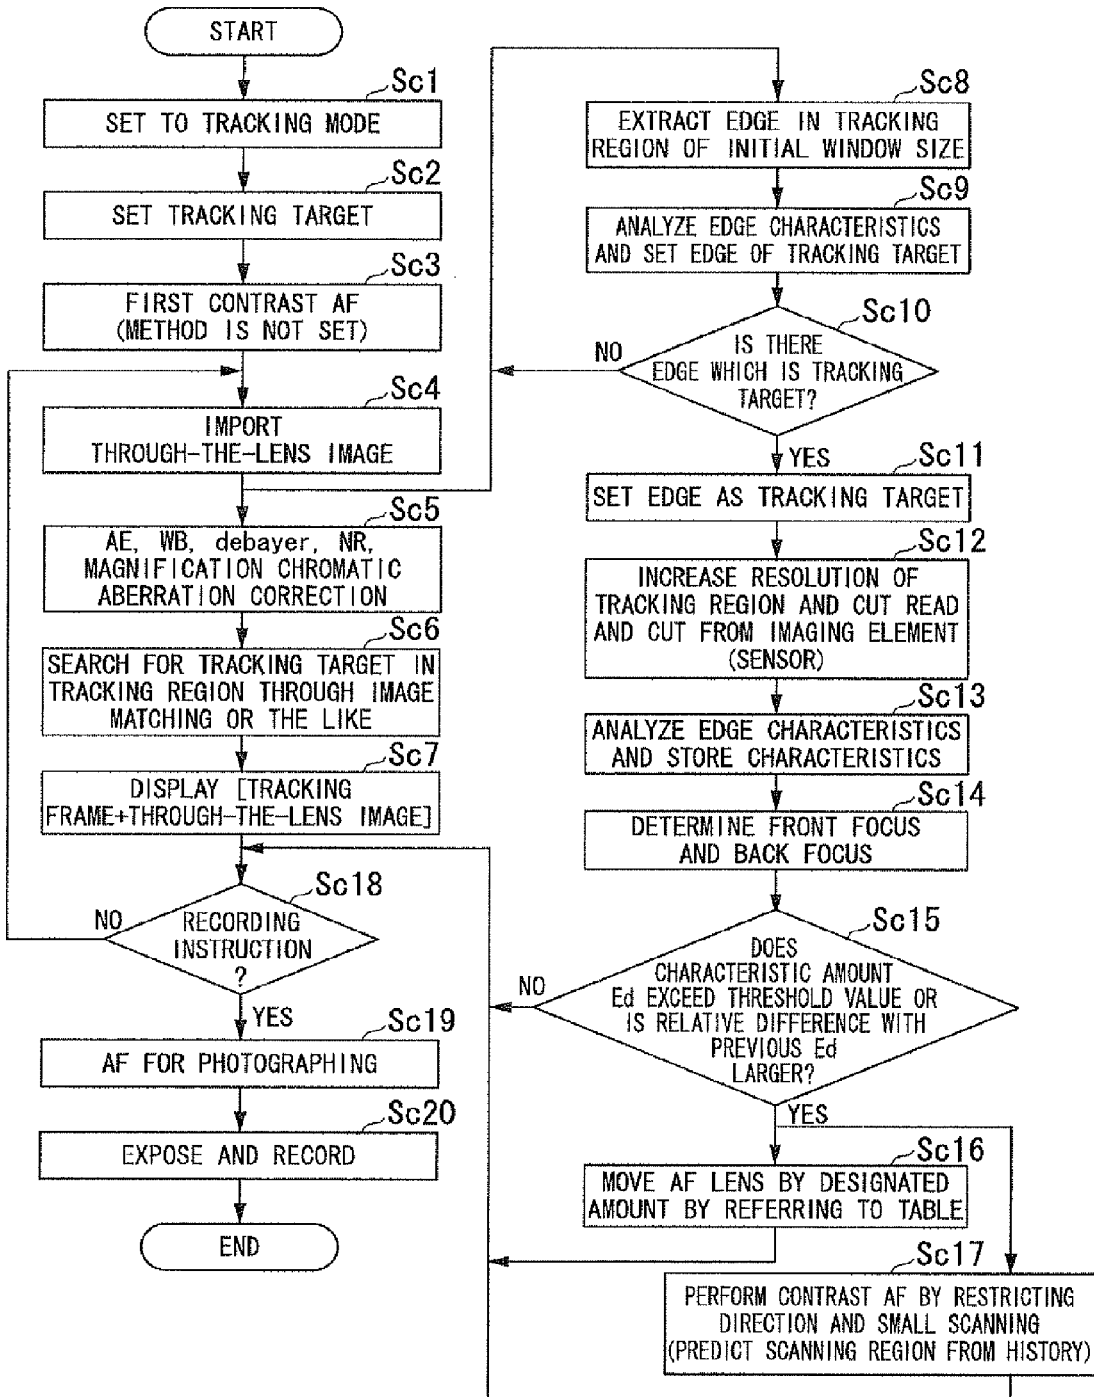 START
Sc1
SET TO TRACKING MODE
Sc2
SET TRACKING TARGET
Sc3
FIRST CONTRAST AF
(METHOD IS NOT SET)
Sc4
IMPORT
THROUGH-THE-LENS IMAGE
Sc5
AE, WB, debayer, NR,
MAGNIFICATION CHROMATIC
ABERRATION CORRECTION
Sc6
SEARCH FOR TRACKING TARGET IN
TRACKING REGION THROUGH IMAGE
MATCHING OR THE LIKE
Sc7
DISPLAY [TRACKING
FRAME+THROUGH-THE-LENS IMAGE]
Sc18
NO
RECORDING
INSTRUCTION
?
YES
Sc19
AF FOR PHOTOGRAPHING
Sc20
EXPOSE AND RECORD
END
Sc8
EXTRACT EDGE IN TRACKING
REGION OF INITIAL WINDOW SIZE
Sc9
ANALYZE EDGE CHARACTERISTICS
AND SET EDGE OF TRACKING TARGET
Sc10
NO
IS THERE
EDGE WHICH IS TRACKING
TARGET?
YES
Sc11
SET EDGE AS TRACKING TARGET
Sc12
INCREASE RESOLUTION OF
TRACKING REGION AND CUT READ
AND CUT FROM IMAGING ELEMENT
(SENSOR)
Sc13
ANALYZE EDGE CHARACTERISTICS
AND STORE CHARACTERISTICS
Sc14
DETERMINE FRONT FOCUS
AND BACK FOCUS
Sc15
NO
DOES
CHARACTERISTIC AMOUNT
Ed EXCEED THRESHOLD VALUE OR
IS RELATIVE DIFFERENCE WITH
PREVIOUS Ed
LARGER?
YES
Sc16
MOVE AF LENS BY DESIGNATED
AMOUNT BY REFERRING TO TABLE
Sc17
PERFORM CONTRAST AF BY RESTRICTING
DIRECTION AND SMALL SCANNING
(PREDICT SCANNING REGION FROM HISTORY)